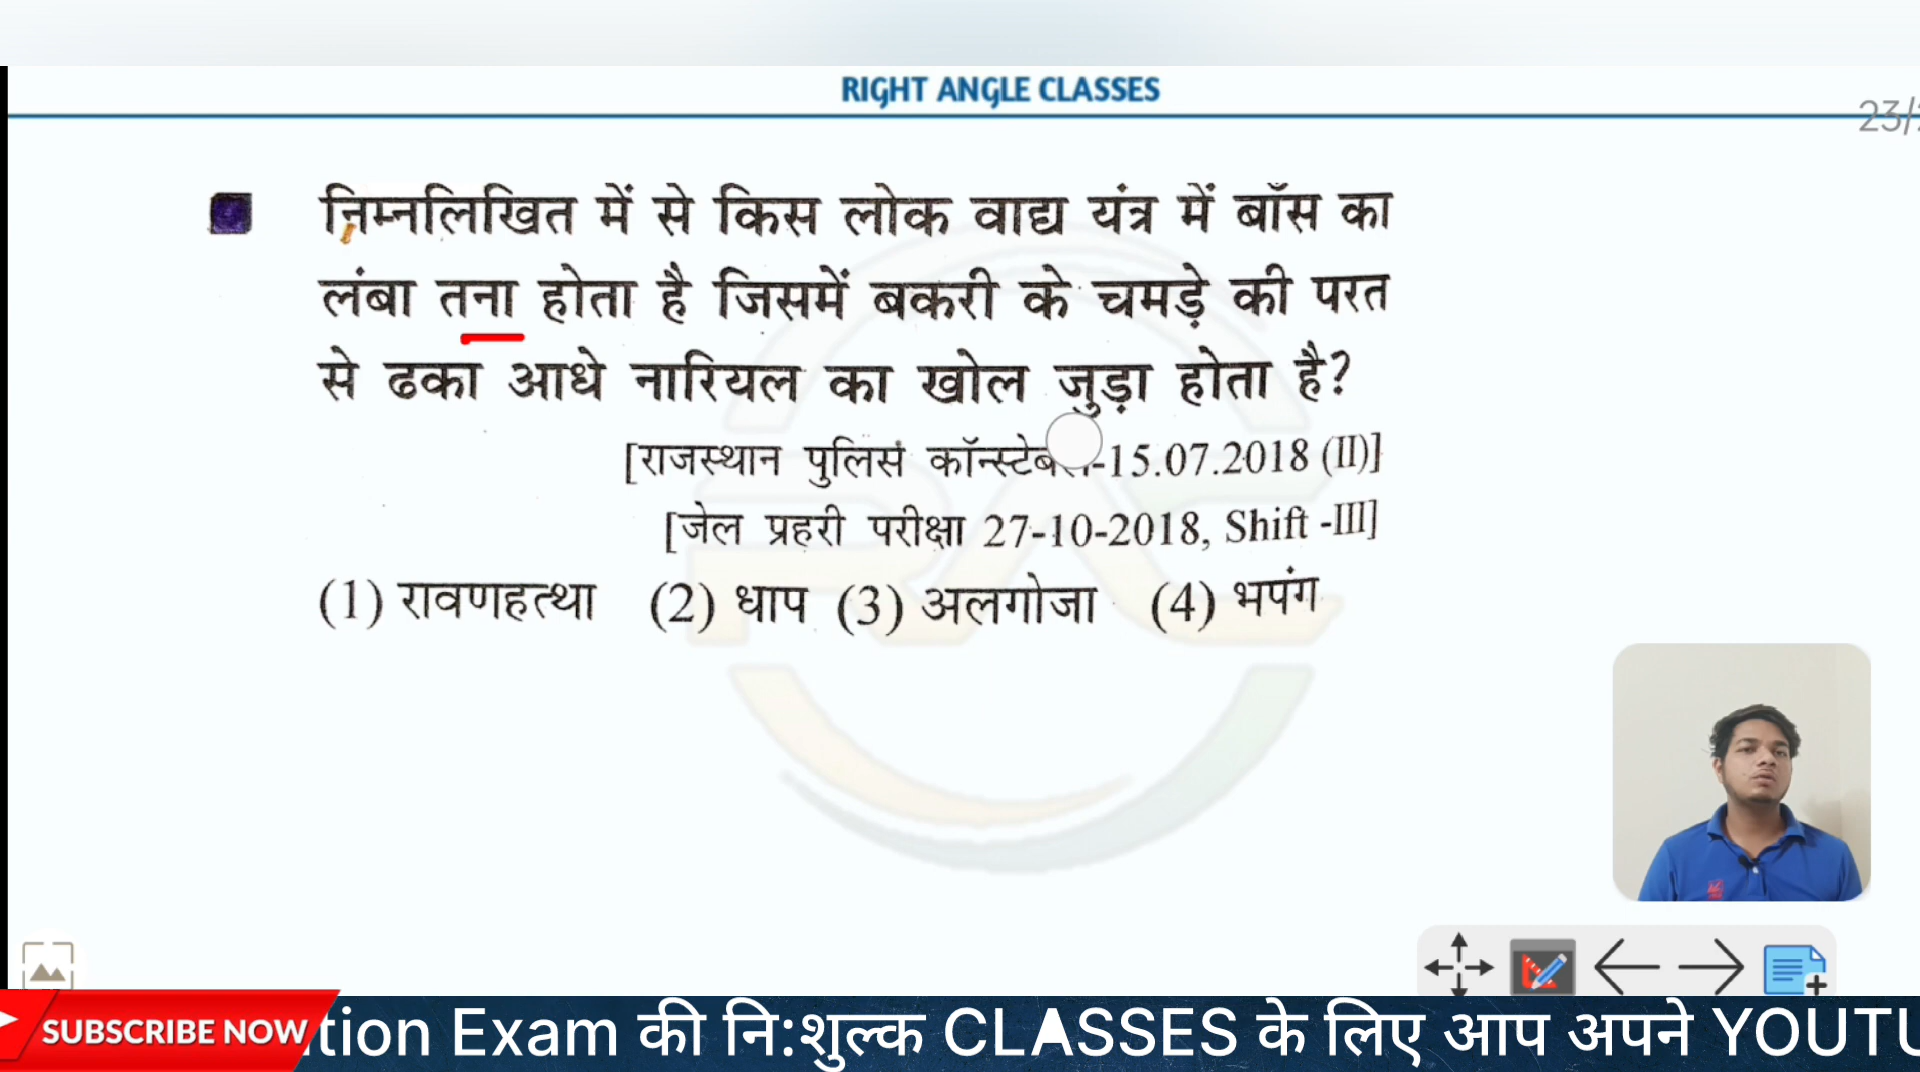 RIGHT ANGLE CLASSES
23/
निम्नलिखित में से किस लोक वाद्य यंत्र में बाँस का
लंबा तना होता है जिसमें बकरी के चमड़े की परत
से ढका आधे नारियल का खोल जुड़ा होता है?
[राजस्थान पुलिस कॉन्स्टेबल-15.07.2018 (II)]
[जेल प्रहरी परीक्षा 27-10-2018, Shift -III]
(1) रावणहत्था (2) धाप (3) अलगोजा (4) भपंग
SUBSCRIBE NOW tion Exam की नि:शुल्क CLASSES के लिए आप अपने YOUTU